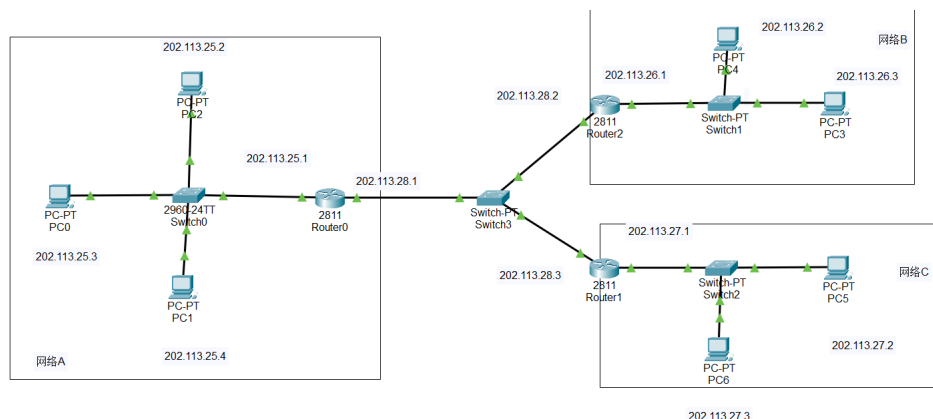 202.113.25.2
PC-PT
PC2
202.113.25.1
PC-PT
PC0
2960-24TT
Switch0
2811
Router0
202.113.28.1
202.113.25.3
PC-PT
PC1
202.113.25.4
网络A
Switch-PT
Switch3
202.113.28.2
202.113.26.2
网络B
PC-PT
PC4
202.113.26.1
202.113.26.3
2811
Router2
Switch-PT
Switch1
PC-PT
PC3
202.113.27.1
202.113.28.3
2811
Router1
Switch-PT
Switch2
PC-PT
PC5
网络C
202.113.27.2
PC-PT
PC6
202.113.27.3